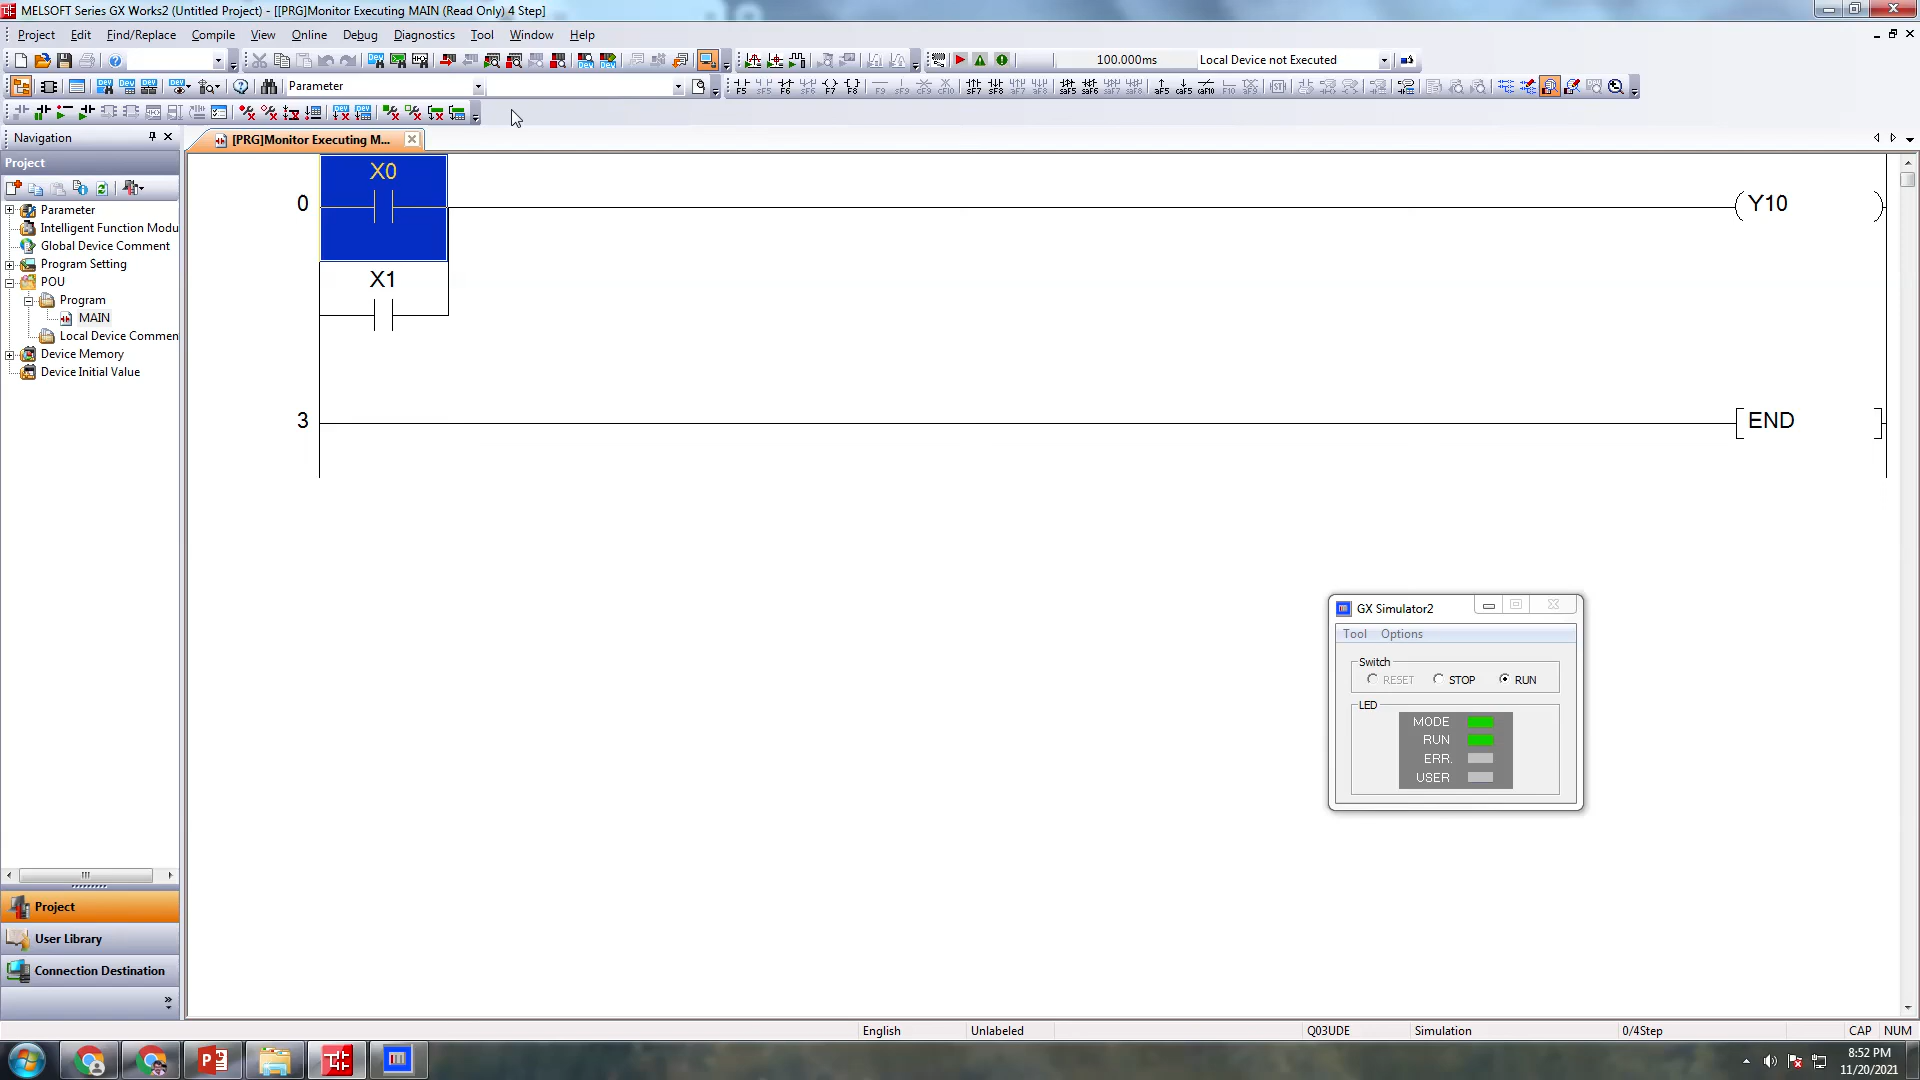 MELSOFT Series GX Works2 (Untitled Project) - [[PRG]Monitor Executing MAIN (Read Only) 4 Step]
Project Edit Find/Replace Compile View Online Debug Diagnostics Tool Window Help
100.000ms Local Device not Executed
Parameter
Navigation
[PRG]Monitor Executing M...
Project
Parameter
Intelligent Function Modu
Global Device Comment
Program Setting
POU
Program
MAIN
Local Device Commen
Device Memory
Device Initial Value
X0
0 Y10
X1
3 END
GX Simulator2
Tool Options
Switch
RESET STOP RUN
LED
MODE
RUN
ERR.
USER
Project
User Library
Connection Destination
English Unlabeled Q03UDE Simulation 0/4Step CAP NUM
8:52 PM
11/20/2021